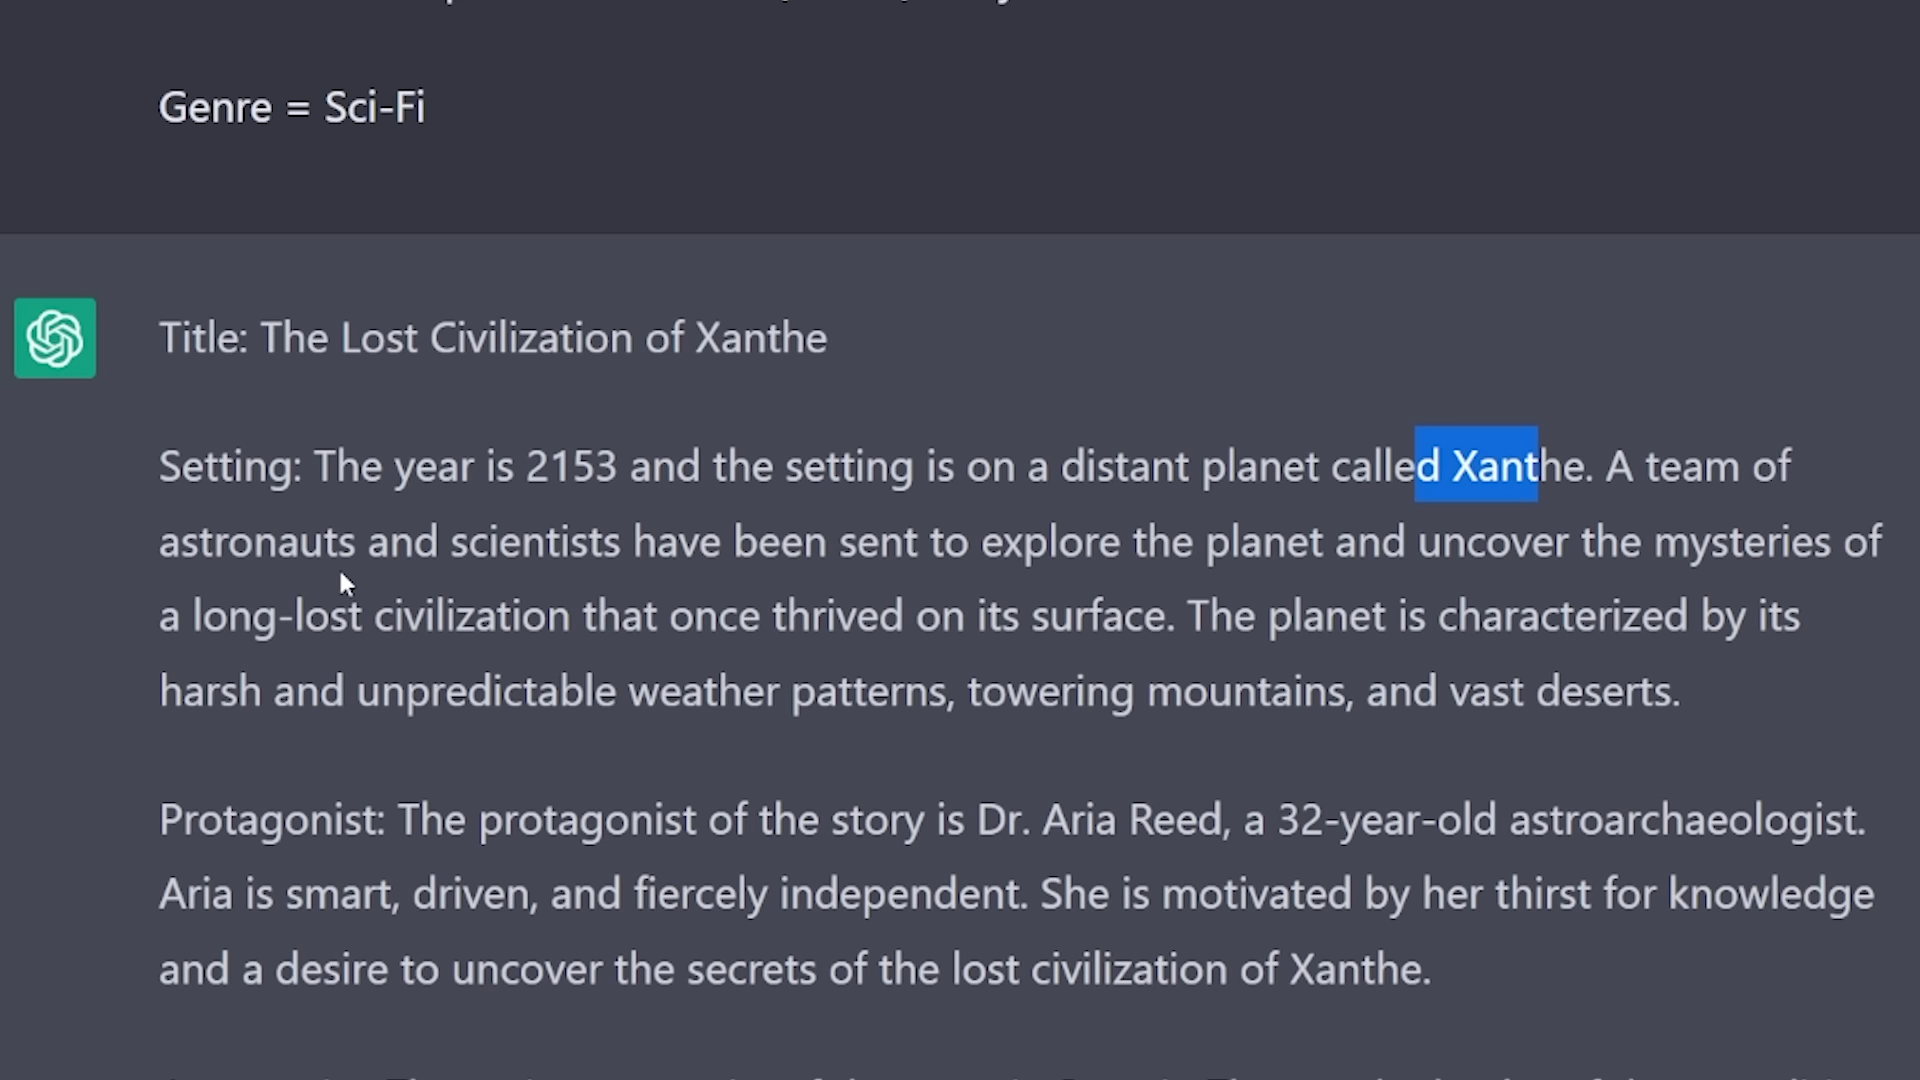 Genre = Sci-Fi
Title: The Lost Civilization of Xanthe
Setting: The year is 2153 and the setting is on a distant planet called Xanthe. A team of
astronauts and scientists have been sent to explore the planet and uncover the mysteries of
a long-lost civilization that once thrived on its surface. The planet is characterized by its
harsh and unpredictable weather patterns, towering mountains, and vast deserts.
Protagonist: The protagonist of the story is Dr. Aria Reed, a 32-year-old astroarchaeologist.
Aria is smart, driven, and fiercely independent. She is motivated by her thirst for knowledge
and a desire to uncover the secrets of the lost civilization of Xanthe.